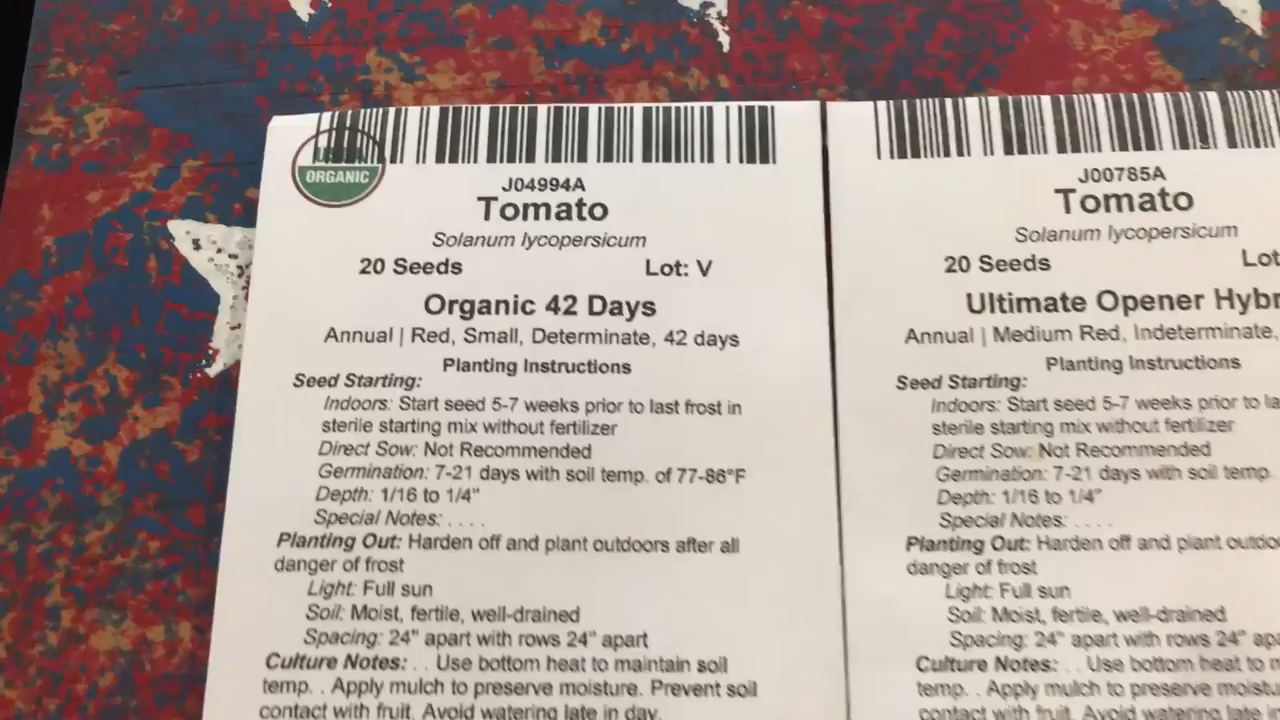 USDA
ORGANIC
J04994A
Tomato
Solanum lycopersicum
20 Seeds Lot: V
Organic 42 Days
Annual | Red, Small, Determinate, 42 days
Planting Instructions
Seed Starting:
Indoors: Start seed 5-7 weeks prior to last frost in
sterile starting mix without fertilizer
Direct Sow: Not Recommended
Germination: 7-21 days with soil temp. of 77-86°F
Depth: 1/16 to 1/4"
Special Notes: . . . .
Planting Out: Harden off and plant outdoors after all
danger of frost
Light: Full sun
Soil: Moist, fertile, well-drained
Spacing: 24" apart with rows 24" apart
Culture Notes: . . Use bottom heat to maintain soil
temp. . Apply mulch to preserve moisture. Prevent soil
contact with fruit. Avoid watering late in day.
J00785A
Tomato
Solanum lycopersicum
20 Seeds Lot
Ultimate Opener Hybr
Annual | Medium Red, Indeterminate,
Planting Instructions
Seed Starting:
Indoors: Start seed 5-7 weeks prior to la
sterile starting mix without fertilizer
Direct Sow: Not Recommended
Germination: 7-21 days with soil temp.
Depth: 1/16 to 1/4"
Special Notes: . . . .
Planting Out: Harden off and plant outdoo
danger of frost
Light: Full sun
Soil: Moist, fertile, well-drained
Spacing: 24" apart with rows 24" ap
Culture Notes: . . Use bottom heat to m
temp. . Apply mulch to preserve moistu
contact with fruit. Avoid watering late in